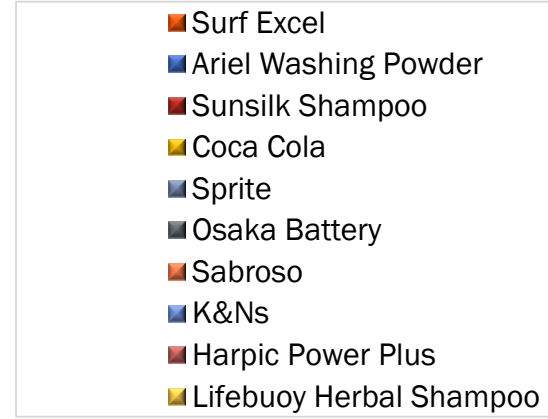 Surf Excel
Ariel Washing Powder
Sunsilk Shampoo
Coca Cola
Sprite
Osaka Battery
Sabroso
K&Ns
Harpic Power Plus
Lifebuoy Herbal Shampoo